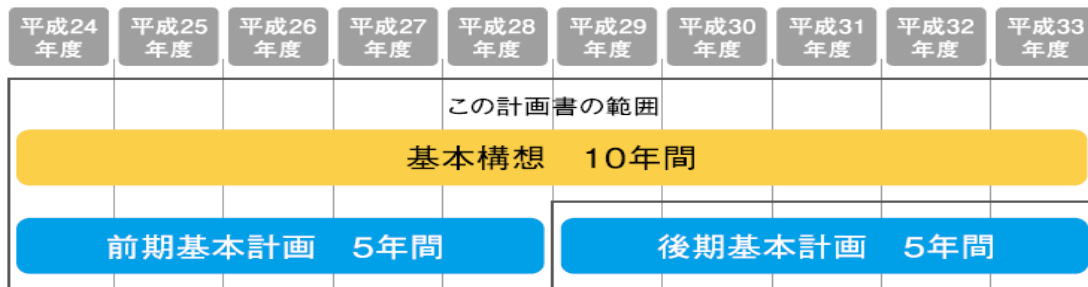 平成24
年度
平成25
年度
平成26
年度
平成27
年度
平成28
年度
平成29
年度
平成30
年度
平成31
年度
平成32
年度
平成33
年度
この計画書の範囲
基本構想　10年間
前期基本計画　5年間
後期基本計画　5年間